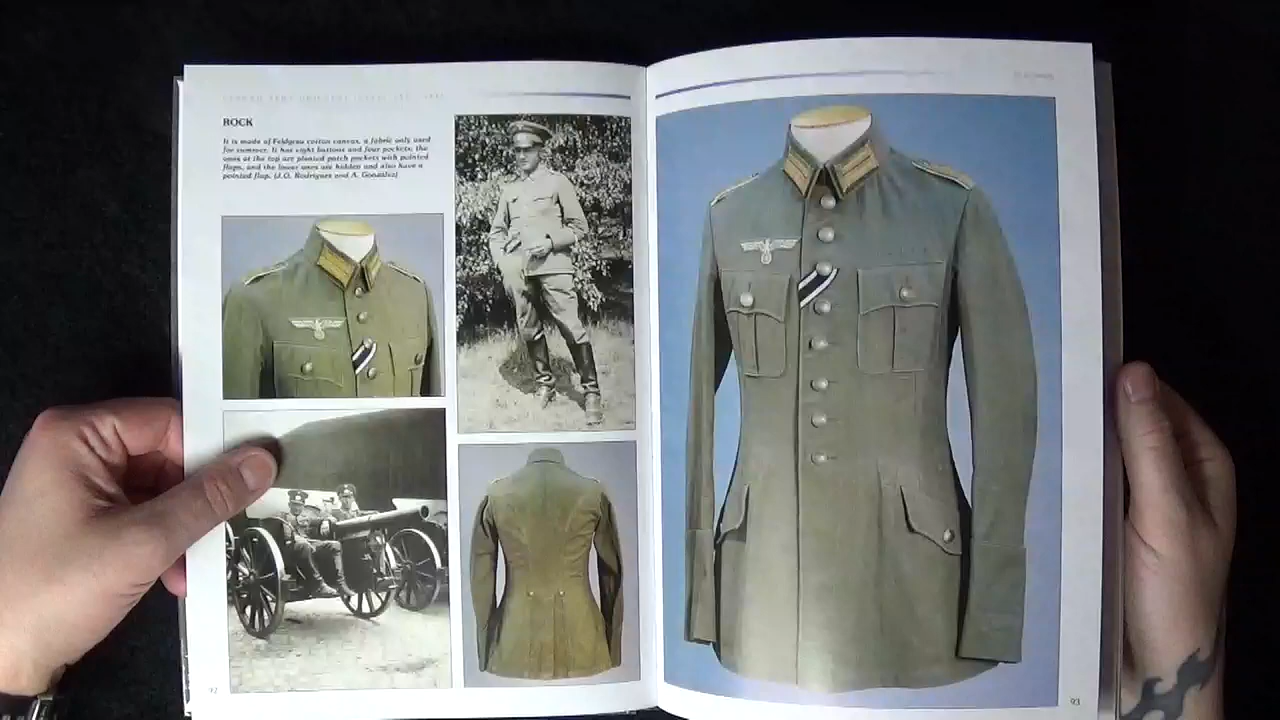 ROCK
It is made of Feldgrau cotton canvas, a fabric only used
for summer. It has eight buttons and four pockets; the
ones at the top are pleated patch pockets with pointed
flaps, and the lower ones are hidden and also have a
pointed flap. (J.O. Rodrigues and A. González)
92
93